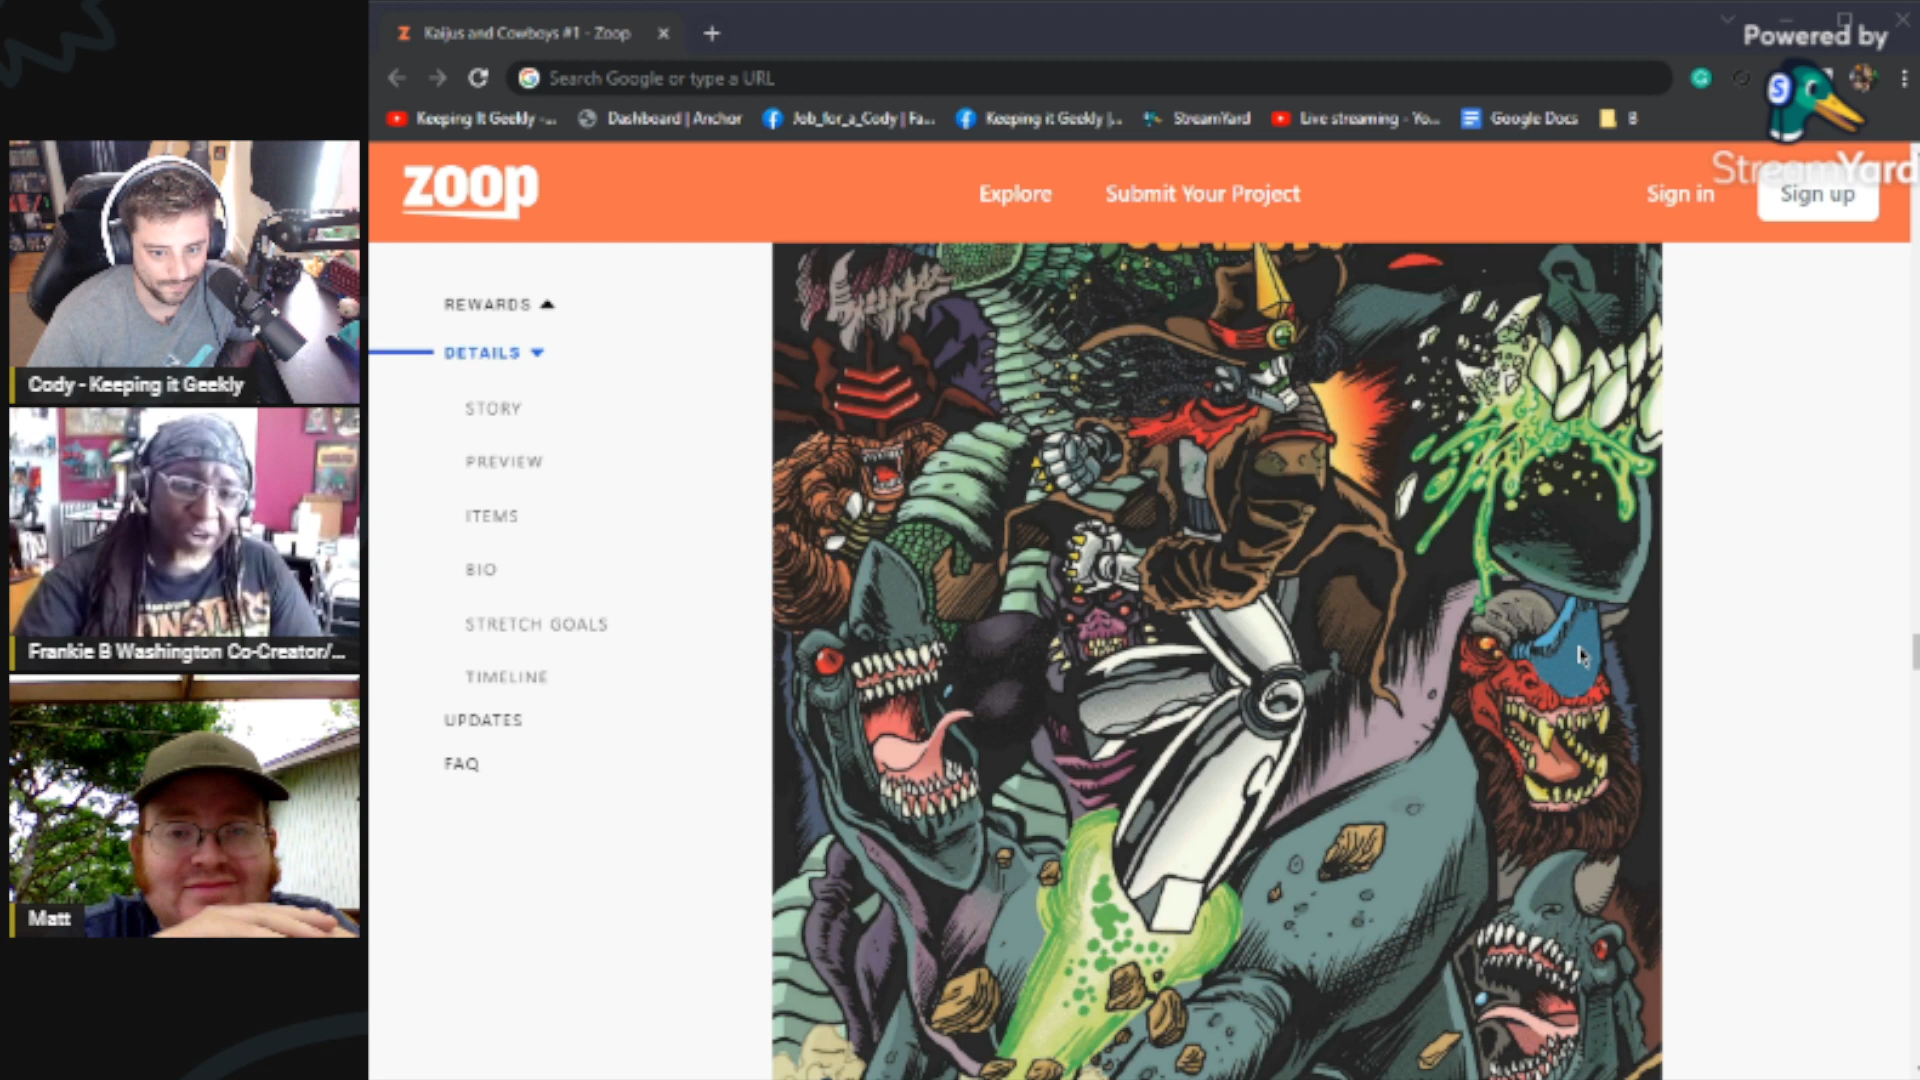 Kaijus and Cowboys #1 - Zoop
Powered by
Search Google or type a URL
S
Keeping It Geekly -...
Dashboard | Anchor
Job_for_a_Cody | Fa...
Keeping it Geekly |...
StreamYard
Live streaming - Yo...
Google Docs
B
StreamYard
zoop
Explore
Submit Your Project
Sign in
Sign up
REWARDS
DETAILS
STORY
PREVIEW
ITEMS
BIO
STRETCH GOALS
TIMELINE
UPDATES
FAQ
Cody - Keeping it Geekly
Frankie B Washington Co-Creator/...
Matt